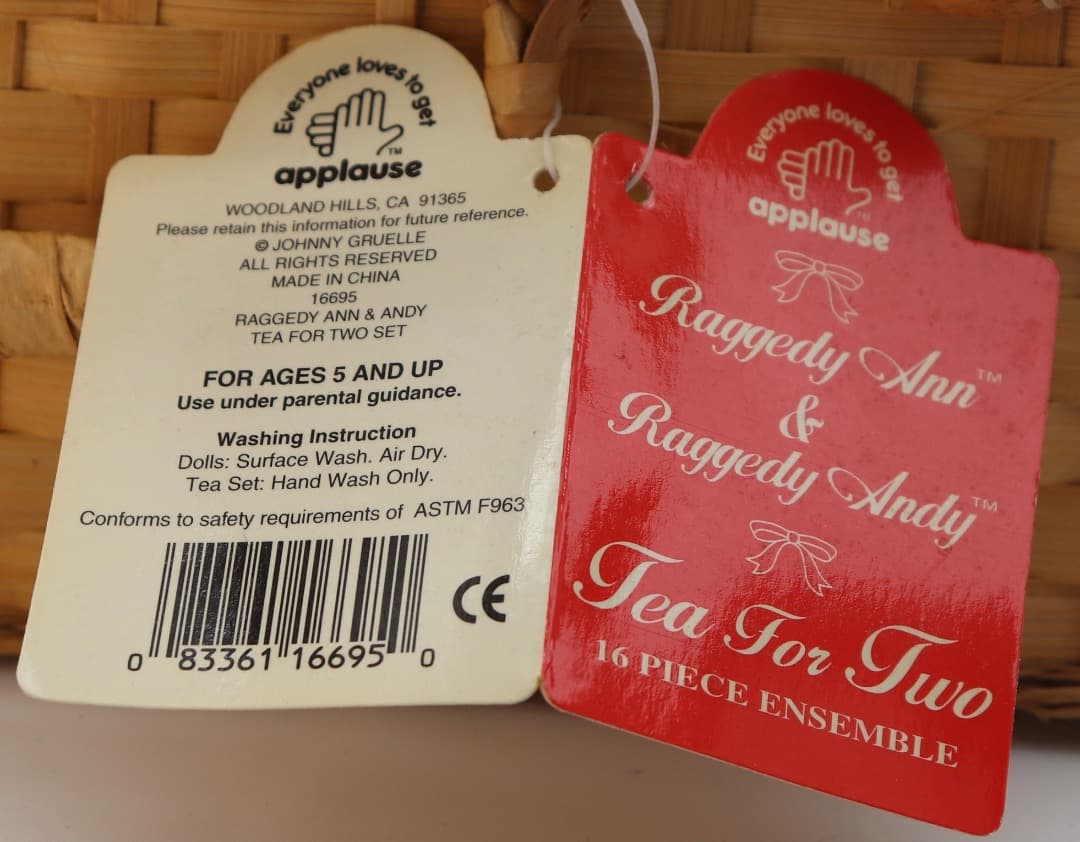 Everyone loves to get
TM
applause
WOODLAND HILLS, CA 91365
Please retain this information for future reference.
© JOHNNY GRUELLE
ALL RIGHTS RESERVED
MADE IN CHINA
16695
RAGGEDY ANN & ANDY
TEA FOR TWO SET
FOR AGES 5 AND UP
Use under parental guidance.
Washing Instruction
Dolls: Surface Wash. Air Dry.
Tea Set: Hand Wash Only.
Conforms to safety requirements of ASTM F963
CE
0 83361 16695 0
Everyone loves to get
TM
applause
Raggedy Ann™
&
Raggedy Andy™
Tea For Two
16 PIECE ENSEMBLE